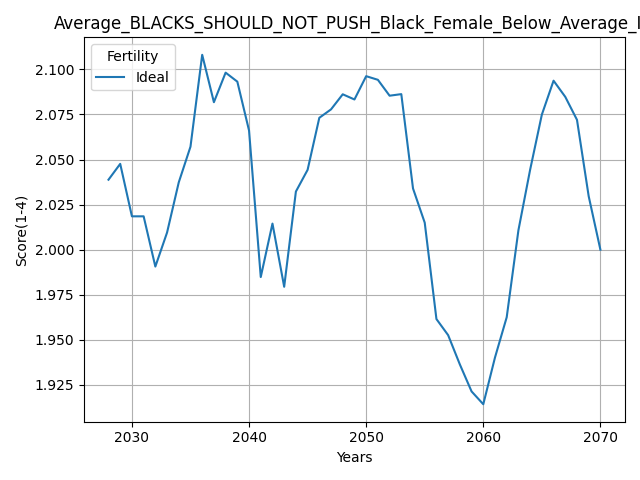 Average_BLACKS_SHOULD_NOT_PUSH_Black_Female_Below_Average_I
Fertility
Ideal
2.100
2.075
2.050
2.025
2.000
1.975
1.950
1.925
Score(1-4)
2030 2040 2050 2060 2070
Years